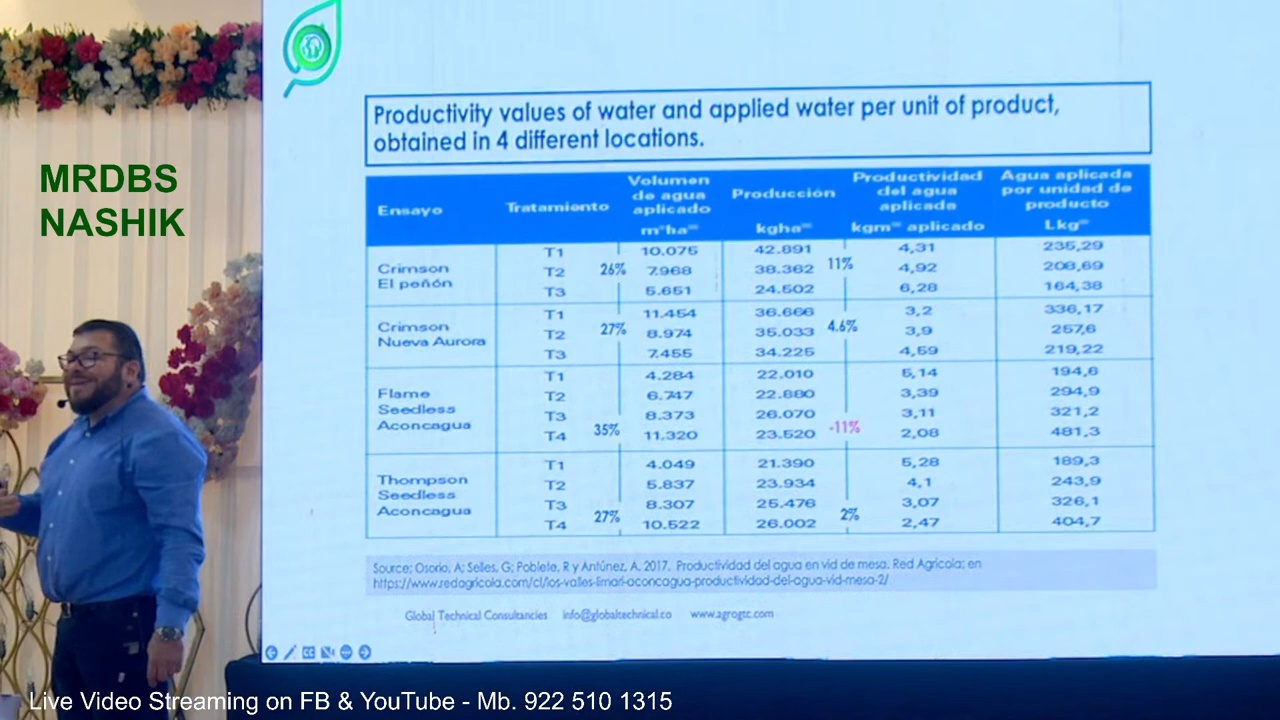 MRDBS
NASHIK
Productivity values of water and applied water per unit of product,
obtained in 4 different locations.
Ensayo Tratamiento Volumen de agua aplicado Producción Productividad del agua aplicada Agua aplicada por unidad de producto
kgm aplicado
T1 10.075 42.891 4,31 235,29
Crimson El peñón T2 26% 7.968 38.362 11% 4,92 208,69
T3 5.651 24.502 6,28 164,38
T1 11.454 36.666 3,2 336,17
Crimson Nueva Aurora T2 27% 8.974 35.033 4.6% 3,9 257,6
T3 7.455 34.225 4,59 219,22
T1 4.284 22.010 5,14 194,6
Flame Seedless Aconcagua T2 6.747 22.880 3,39 294,9
T3 8.373 26.070 3,11 321,2
T4 35% 11.320 23.520 -11% 2,08 481,3
T1 4.049 21.390 5,28 189,3
Thompson Seedless Aconcagua T2 5.837 23.934 4,1 243,9
T3 8.307 25.476 3,07 326,1
T4 27% 10.522 26.002 2% 2,47 404,7
Source: Osorio, A; Selles, G; Poblete, R y Antúnez, A. 2017. Productividad del agua en vid de mesa. Red Agrícola; en
https://www.redagricola.com/cl/los-valles-limari-aconcagua-productividad-del-agua-vid-mesa-2/
Global Technical Consultancies info@globaltechnical.co www.agrogtc.com
Live Video Streaming on FB & YouTube - Mb. 922 510 1315